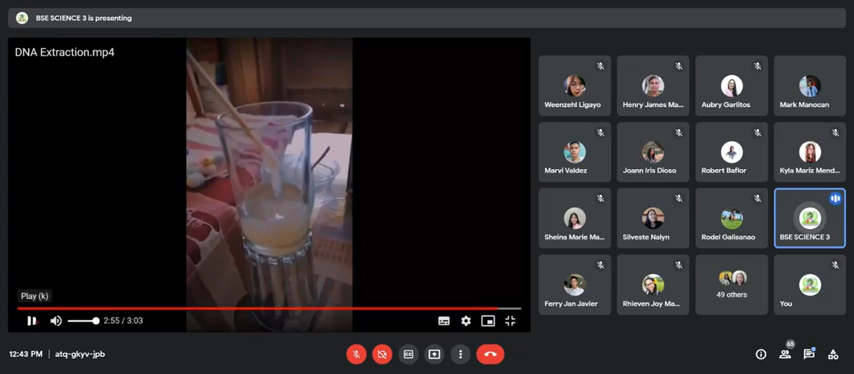 BSE SCIENCE 3 is presenting
DNA Extraction.mp4
Weenzehl Ligayo
Henry James Ma...
Aubry Garlitos
Mark Manocan
Marvi Valdez
Joann Iris Dioso
Robert Baflor
Kyla Mariz Mend...
Sheina Marie Ma...
Silveste Nalyn
Rodel Galisanao
BSE SCIENCE 3
Ferry Jan Javier
Rhieven Joy Ma...
49 others
You
Play (k)
2:55 / 3:03
12:43 PM | atq-gkyv-jpb
65